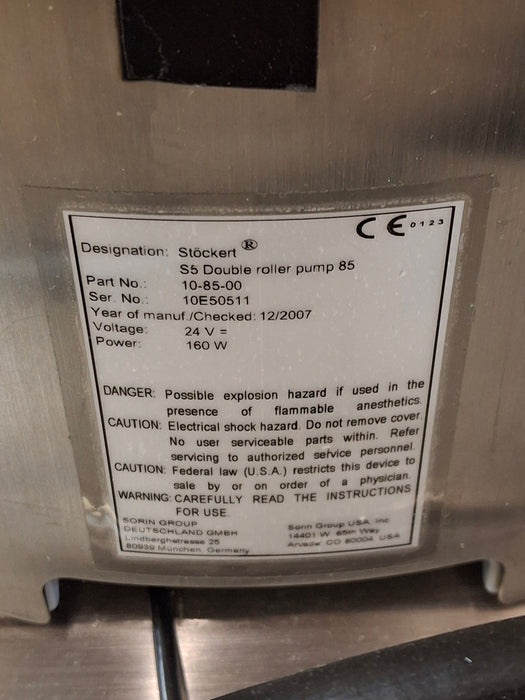 CE 0123
Designation: Stöckert ®
S5 Double roller pump 85
Part No.: 10-85-00
Ser. No.: 10E50511
Year of manuf./Checked: 12/2007
Voltage: 24 V =
Power: 160 W
DANGER: Possible explosion hazard if used in the
presence of flammable anesthetics.
CAUTION: Electrical shock hazard. Do not remove cover.
No user serviceable parts within. Refer
servicing to authorized service personnel.
CAUTION: Federal law (U.S.A.) restricts this device to
sale by or on order of a physician.
WARNING: CAREFULLY READ THE INSTRUCTIONS
FOR USE.
SORIN GROUP
DEUTSCHLAND GMBH
Lindberghstrasse 25
80939 München, Germany
Sorin Group USA, Inc
14401 W. 65th Way
Arvada, CO 80004, USA